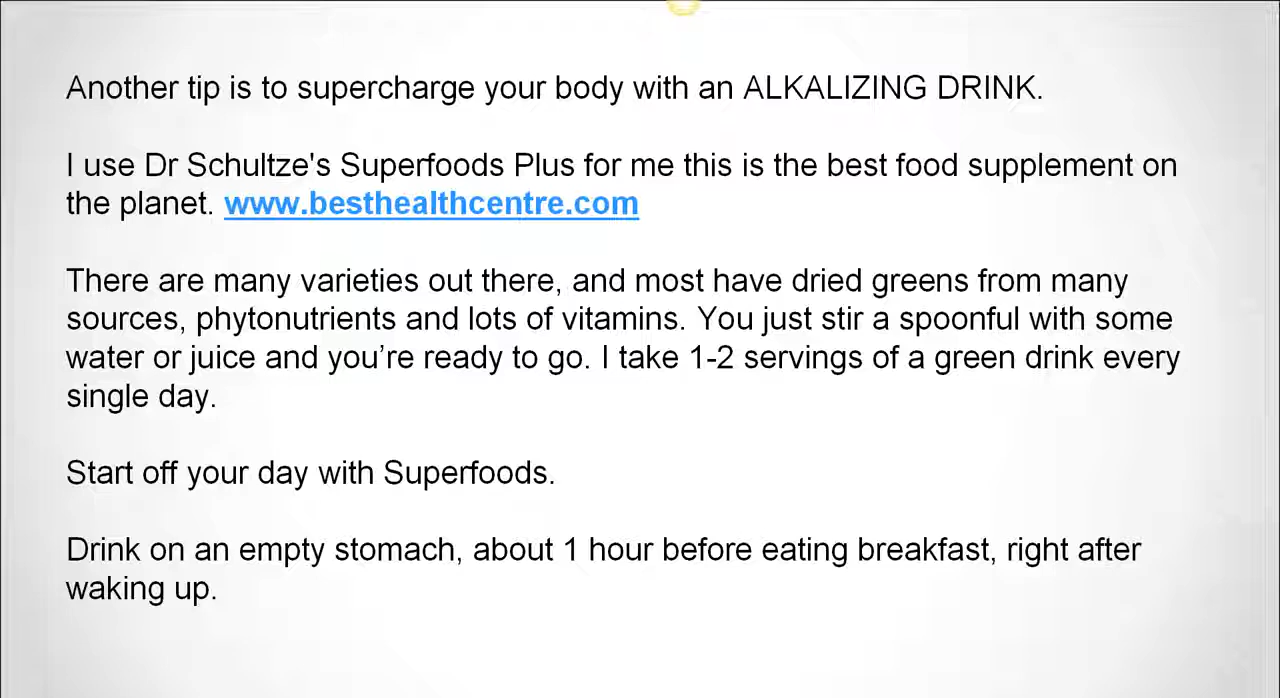 Another tip is to supercharge your body with an ALKALIZING DRINK.
I use Dr Schultze's Superfoods Plus for me this is the best food supplement on
the planet. www.besthealthcentre.com
There are many varieties out there, and most have dried greens from many
sources, phytonutrients and lots of vitamins. You just stir a spoonful with some
water or juice and you’re ready to go. I take 1-2 servings of a green drink every
single day.
Start off your day with Superfoods.
Drink on an empty stomach, about 1 hour before eating breakfast, right after
waking up.